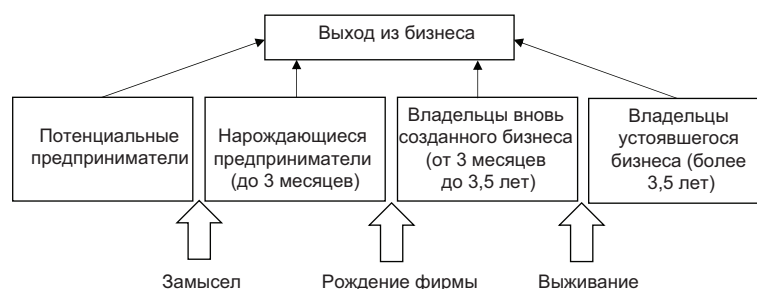 Выход из бизнеса
Потенциальные
предприниматели
Нарождающиеся
предприниматели
(до 3 месяцев)
Владельцы вновь
созданного бизнеса
(от 3 месяцев
до 3,5 лет)
Владельцы
устоявшегося
бизнеса (более
3,5 лет)
Замысел
Рождение фирмы
Выживание